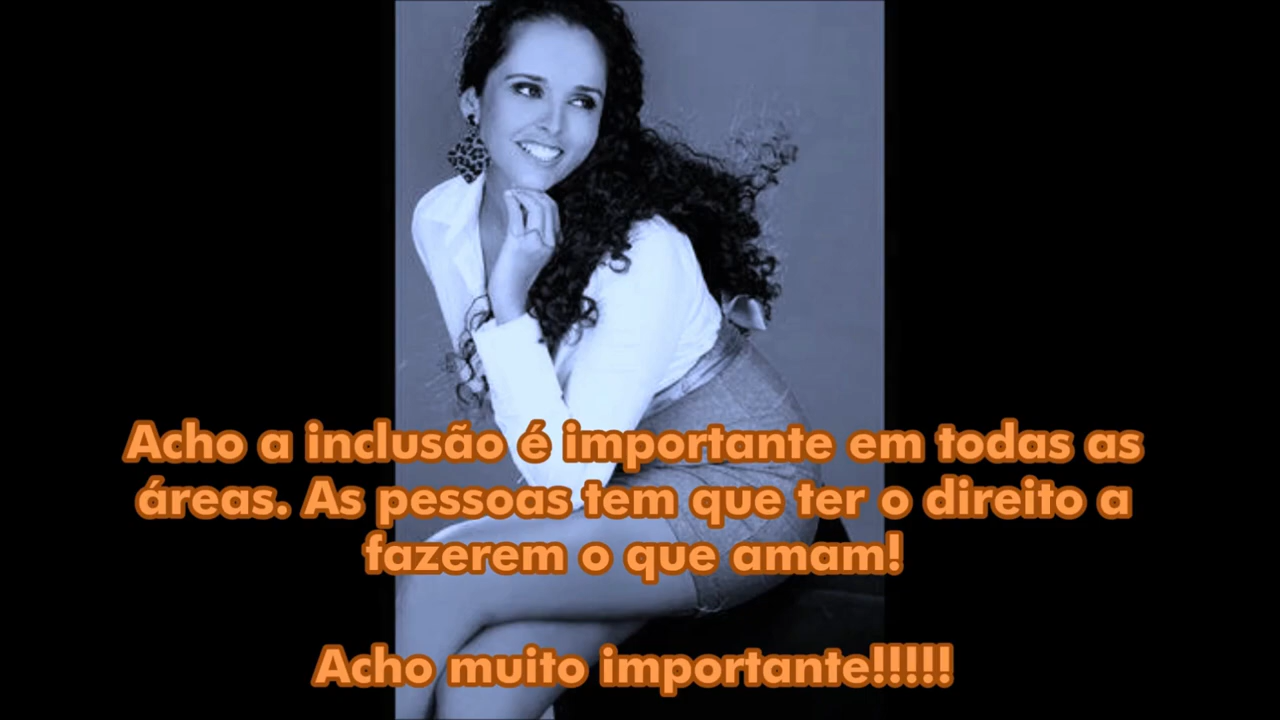 Acho a inclusão é importante em todas as
áreas. As pessoas tem que ter o direito a
fazerem o que amam!
Acho muito importante!!!!!